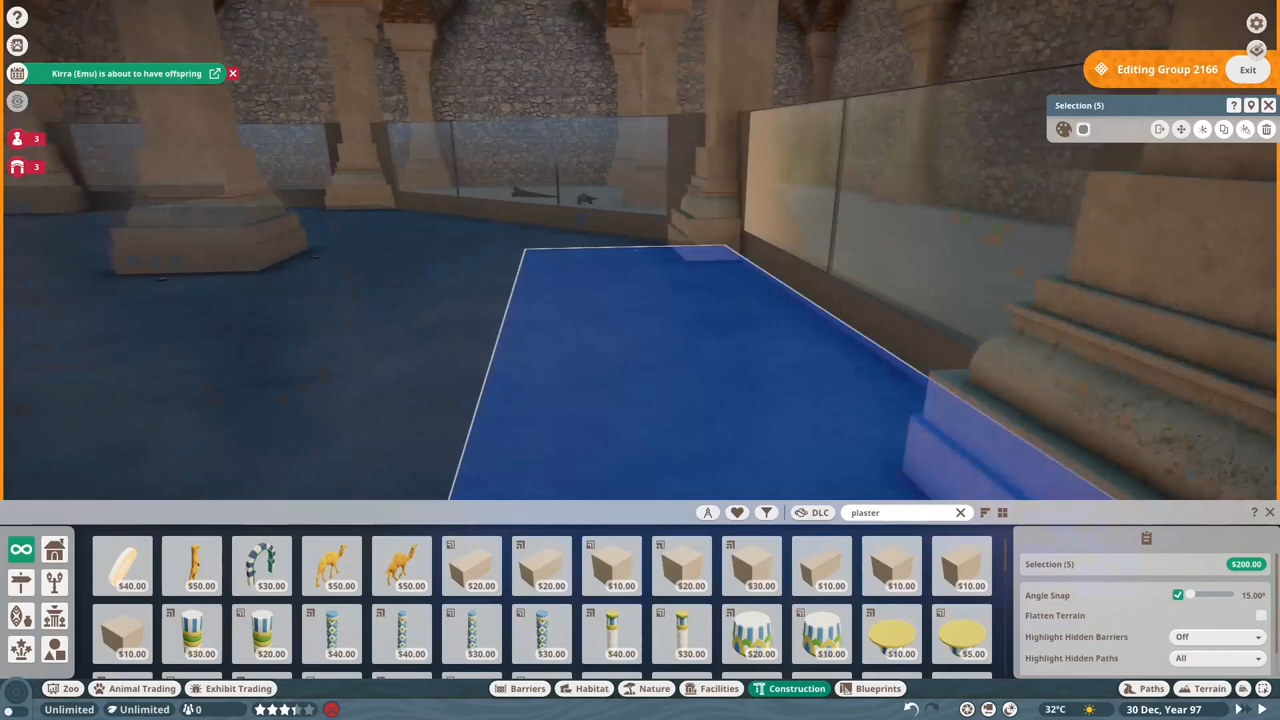 ?
Editing Group 2166
Exit
Kirra (Emu) is about to have offspring
Selection (5)
?
3
3
DLC
plaster
?
$40.00 $50.00 $30.00 $50.00 $50.00 $20.00 $20.00 $10.00 $20.00 $30.00 $10.00 $10.00 $10.00
$10.00 $30.00 $20.00 $40.00 $40.00 $30.00 $30.00 $40.00 $30.00 $20.00 $10.00 $10.00 $5.00
Selection (5)
$200.00
Angle Snap
15.00°
Flatten Terrain
Highlight Hidden Barriers
Off
Highlight Hidden Paths
All
Zoo
Animal Trading
Exhibit Trading
Barriers
Habitat
Nature
Facilities
Construction
Blueprints
Paths
Terrain
Unlimited
Unlimited
0
32°C
30 Dec, Year 97